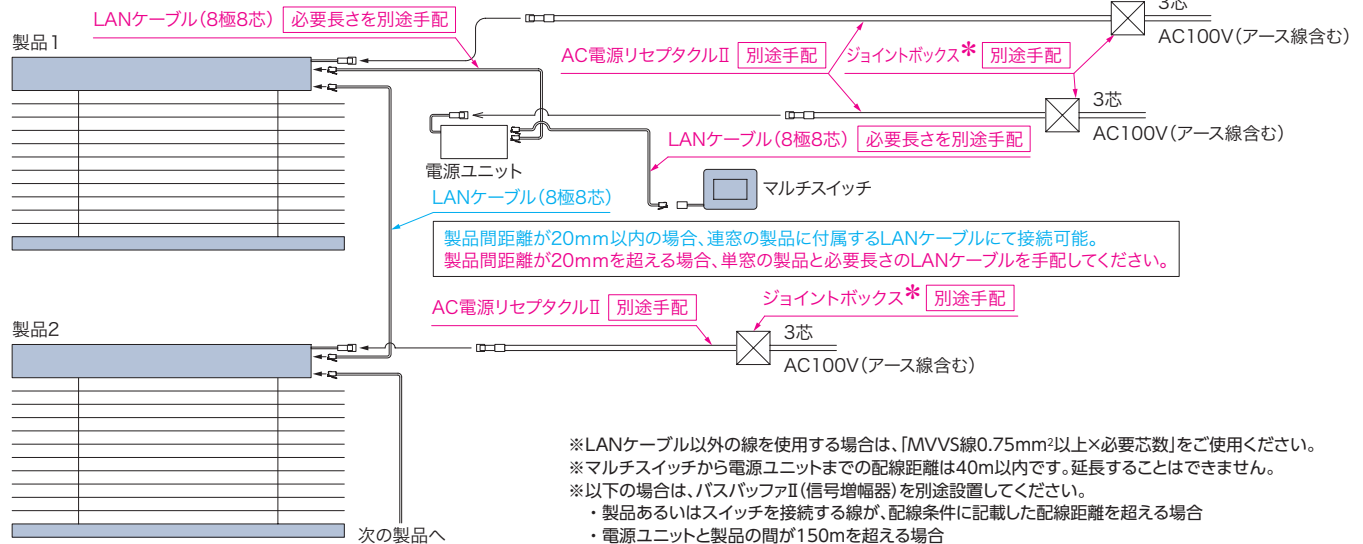 3芯
LANケーブル(8極8芯) 必要長さを別途手配
AC100V(アース線含む)
製品1
AC電源リセプタクルⅡ 別途手配 ジョイントボックス* 別途手配
3芯
AC100V(アース線含む)
LANケーブル(8極8芯) 必要長さを別途手配
電源ユニット
マルチスイッチ
LANケーブル(8極8芯)
製品間距離が20mm以内の場合、連窓の製品に付属するLANケーブルにて接続可能。
製品間距離が20mmを超える場合、単窓の製品と必要長さのLANケーブルを手配してください。
AC電源リセプタクルⅡ 別途手配 ジョイントボックス* 別途手配
製品2
3芯
AC100V(アース線含む)
※LANケーブル以外の線を使用する場合は、「MVVS線0.75mm²以上×必要芯数」をご使用ください。
※マルチスイッチから電源ユニットまでの配線距離は40m以内です。延長することはできません。
※以下の場合は、バスバッファⅡ(信号増幅器)を別途設置してください。
・製品あるいはスイッチを接続する線が、配線条件に記載した配線距離を超える場合
・電源ユニットと製品の間が150mを超える場合
次の製品へ